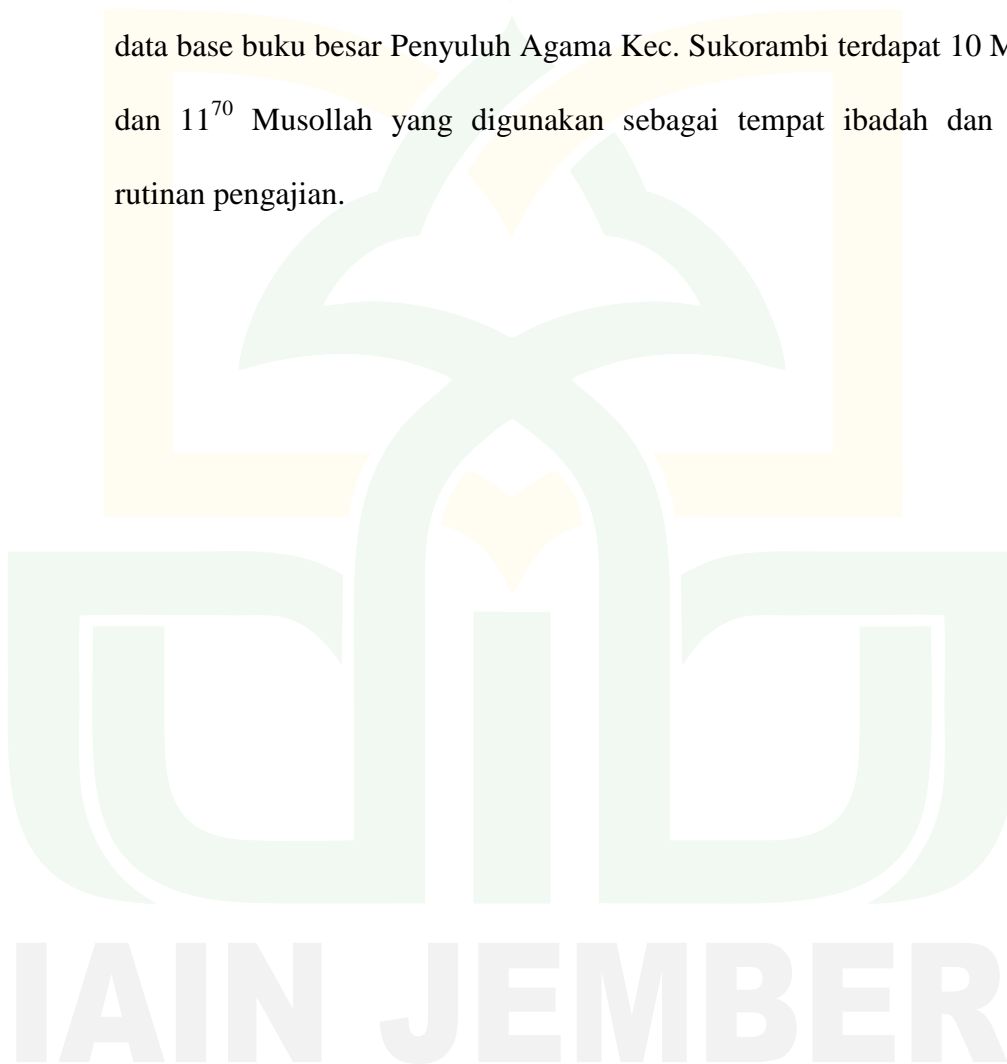 data base buku besar Penyuluh Agama Kec. Sukorambi terdapat 10
dan 11⁷⁰ Musollah yang digunakan sebagai tempat ibadah dan
rutinan pengajian.
IAIN JEMBER